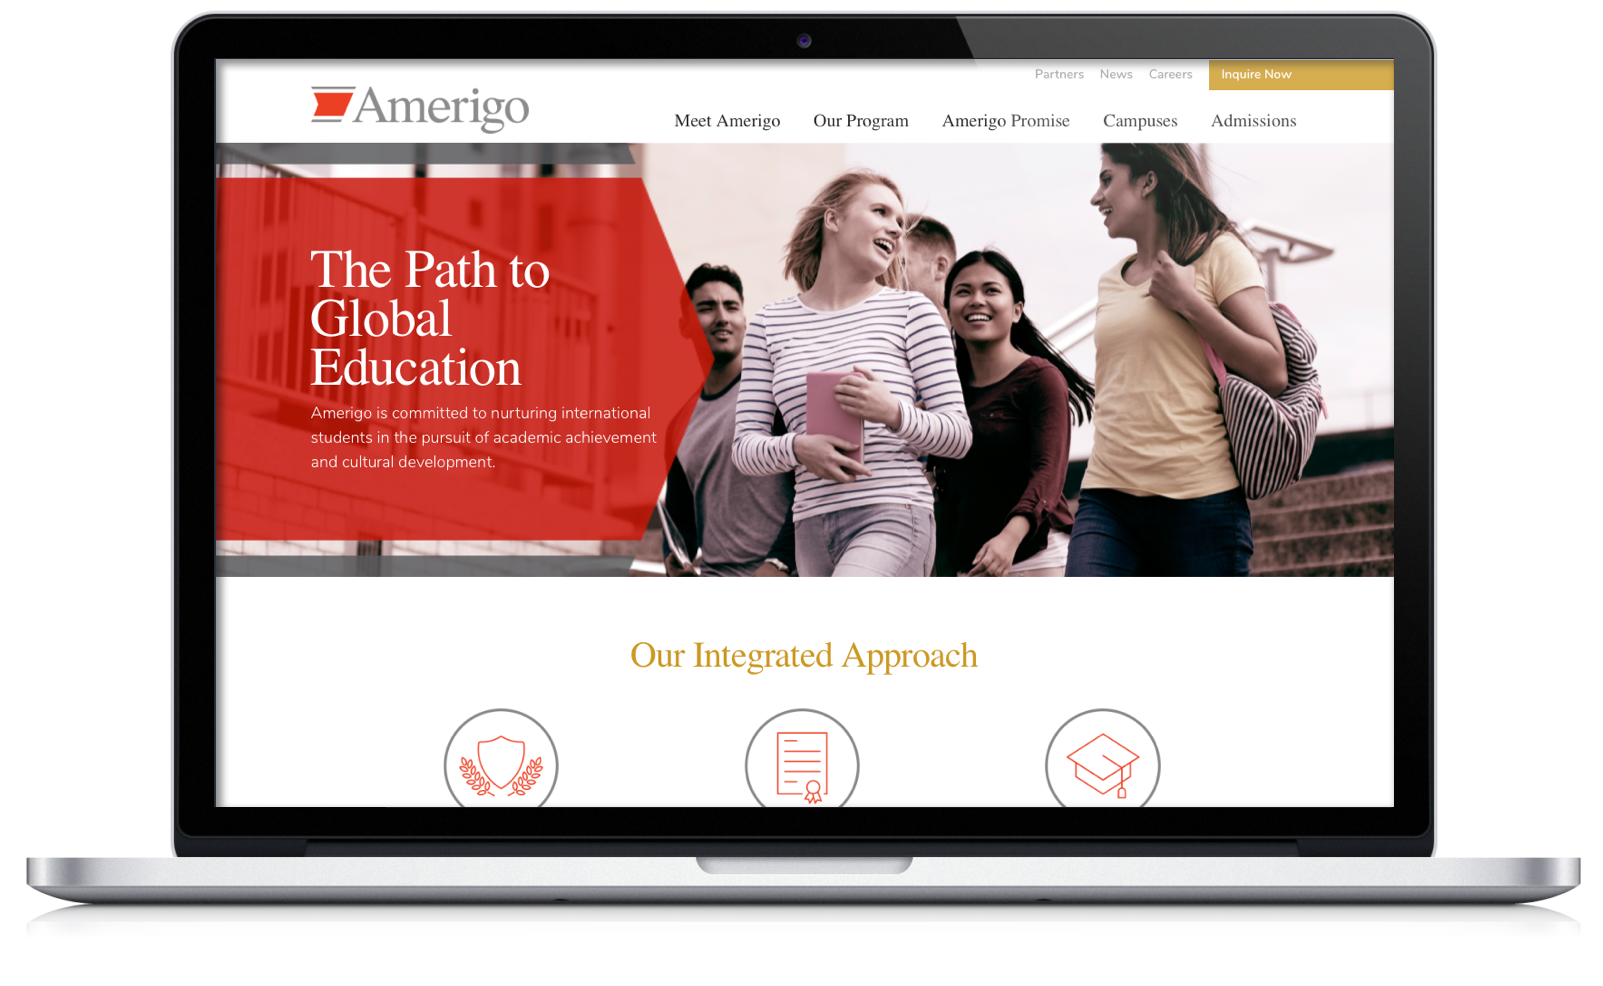 Partners News Careers Inquire Now
Amerigo
Meet Amerigo Our Program Amerigo Promise Campuses Admissions
The Path to
Global
Education
Amerigo is committed to nurturing international
students in the pursuit of academic achievement
and cultural development.
Our Integrated Approach